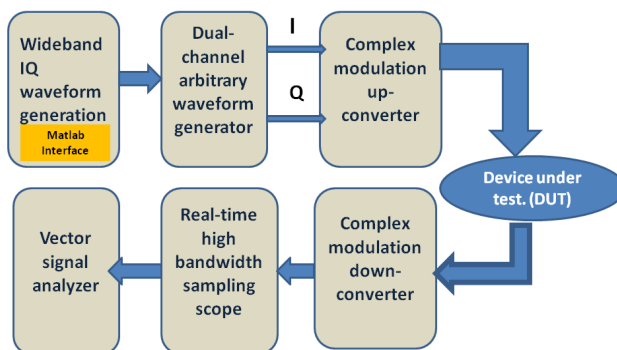 Wideband
IQ
waveform
generation
Matlab
Interface
Dual-
channel
arbitrary
waveform
generator
I
Q
Complex
modulation
up-
converter
Device under
test. (DUT)
Vector
signal
analyzer
Real-time
high
bandwidth
sampling
scope
Complex
modulation
down-
converter